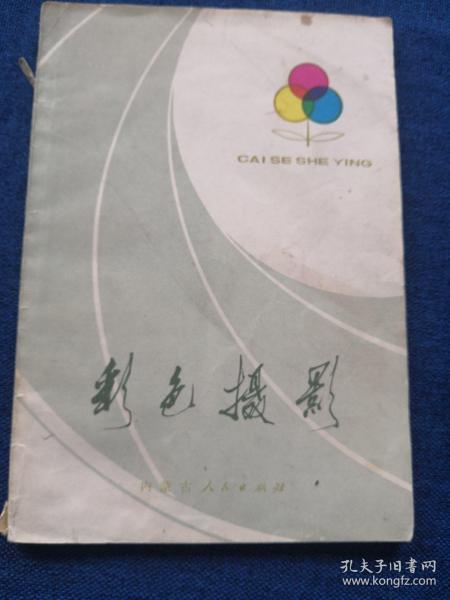 CAI SE SHE YING
彩色摄影
内蒙古人民出版社
孔夫子旧书网
www.kongfz.com